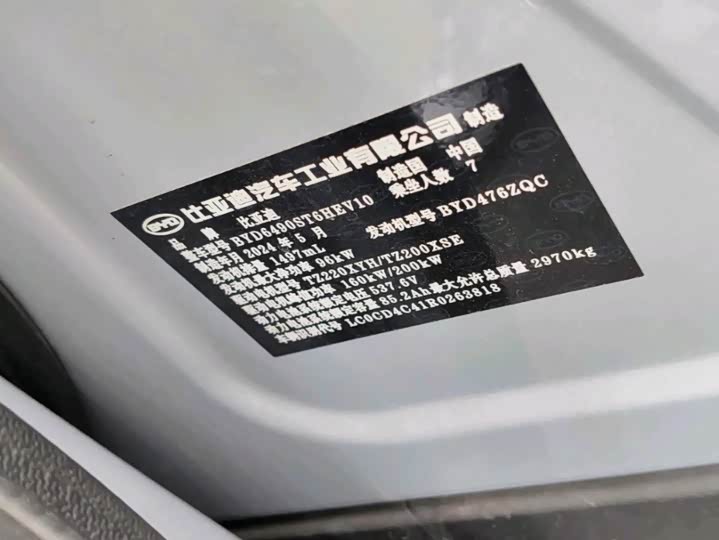 BYD 比亚迪汽车工业有限公司 制造
品牌 比亚迪 制造国 中国
整车型号 BYD6490ST6HEV10 乘坐人数 7
制造年月 2024 年 5 月 发动机型号 BYD476ZQC
发动机排量 1497mL
发动机最大净功率 96kW
驱动电机型号 TZ220XYH/TZ200XSE
驱动电机峰值功率 160kW/200kW
动力电池系统额定电压 537.6V
动力电池系统额定容量 85.2Ah 最大允许总质量 2970kg
车辆识别代号 LC0CD4C41R0263818